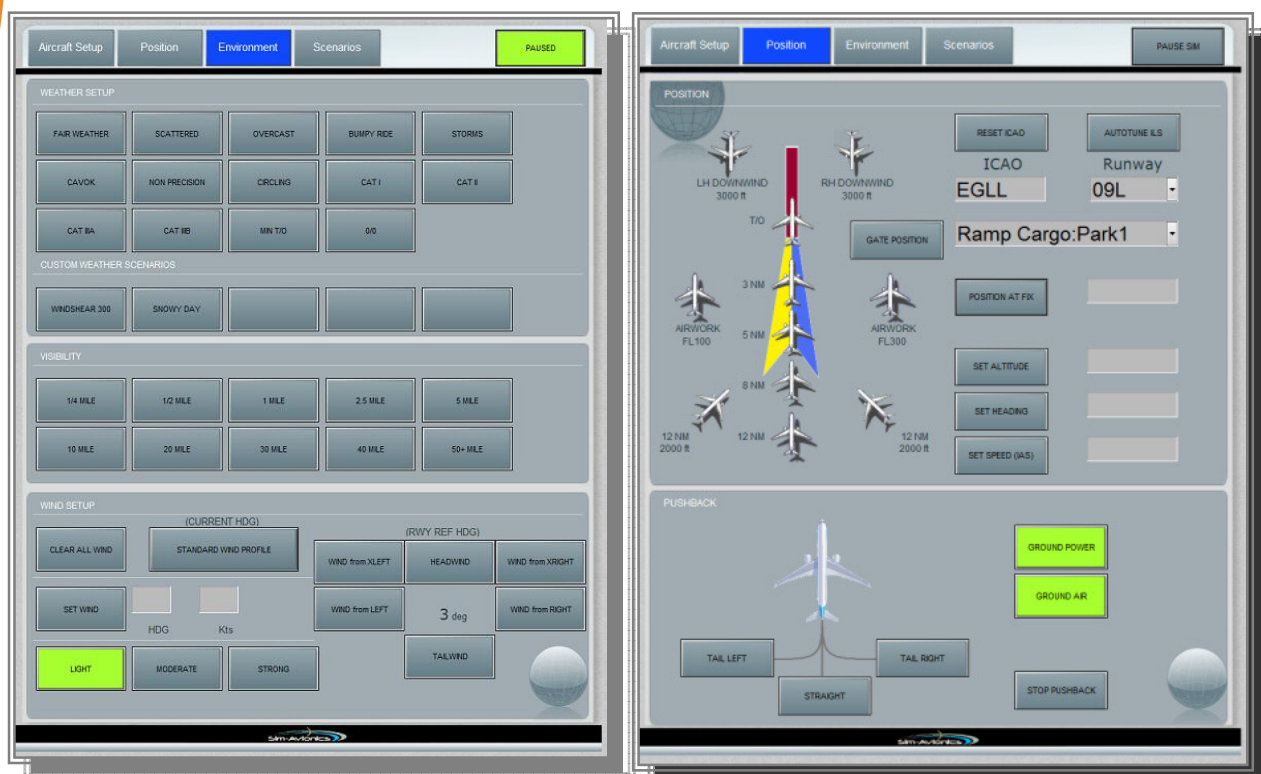 Aircraft Setup Position Environment Scenarios PAUSED
WEATHER SETUP
FAIR WEATHER SCATTERED OVERCAST BUMPY RIDE STORMS
CAVOK NON PRECISION CIRCLING CAT I CAT II
CAT IIIA CAT IIIB MIN T/O 0/0
CUSTOM WEATHER SCENARIOS
WINDSHEAR 300 SNOWY DAY
VISIBILITY
1/4 MILE 1/2 MILE 1 MILE 2.5 MILE 5 MILE
10 MILE 20 MILE 30 MILE 40 MILE 50+ MILE
WIND SETUP
(CURRENT HDG)
(RWY REF HDG)
CLEAR ALL WIND STANDARD WIND PROFILE
WIND from XLEFT HEADWIND WIND from XRIGHT
SET WIND
WIND from LEFT 3 deg WIND from RIGHT
HDG Kts
LIGHT MODERATE STRONG
TAILWIND
Sim-Avionics
Aircraft Setup Position Environment Scenarios PAUSE SIM
POSITION
RESET ICAO AUTOTUNE ILS
ICAO Runway
LH DOWNWIND
3000 ft
RH DOWNWIND
3000 ft
EGLL 09L
T/O
GATE POSITION Ramp Cargo:Park1
3 NM
POSITION AT FIX
AIRWORK
FL100
5 NM
AIRWORK
FL300
SET ALTITUDE
8 NM
SET HEADING
12 NM
2000 ft
12 NM
12 NM
2000 ft
SET SPEED (IAS)
PUSHBACK
GROUND POWER
GROUND AIR
TAIL LEFT TAIL RIGHT
STRAIGHT
STOP PUSHBACK
Sim-Avionics